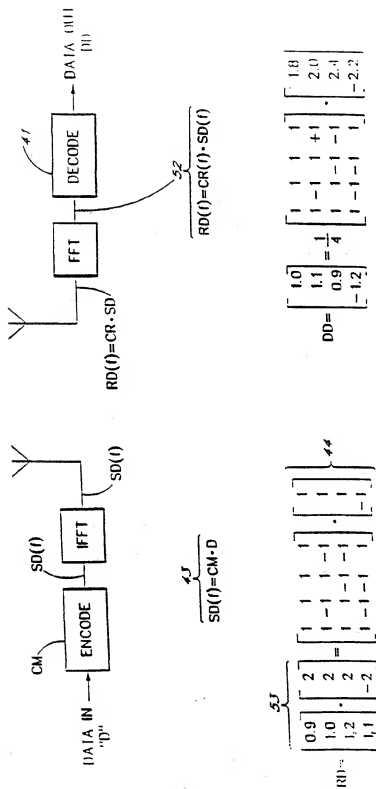 DATA IN
"D"
CM
ENCODE
SD(f)
IFFT
SD(f)
43
SD(f)=CM·D
RD(f)=CR·SD
FFT
41
DECODE
DATA OUT
DD
52
RD(f)=CR(f)·SD(f)
53
44
RD=
0.9 2 1 1 1 1 1
1.0 · 2 = 1 -1 1 -1 · 1
1,2 2 1 1 -1 -1 1
1,1 -2 1 -1 -1 1 -1
1.0 1 1 1 1 1.8
DD= 1.1 = 1/4 1 -1 1 +1 · 2.0
0.9 1 1 -1 -1 2.4
-1.2 1 -1 -1 1 -2.2